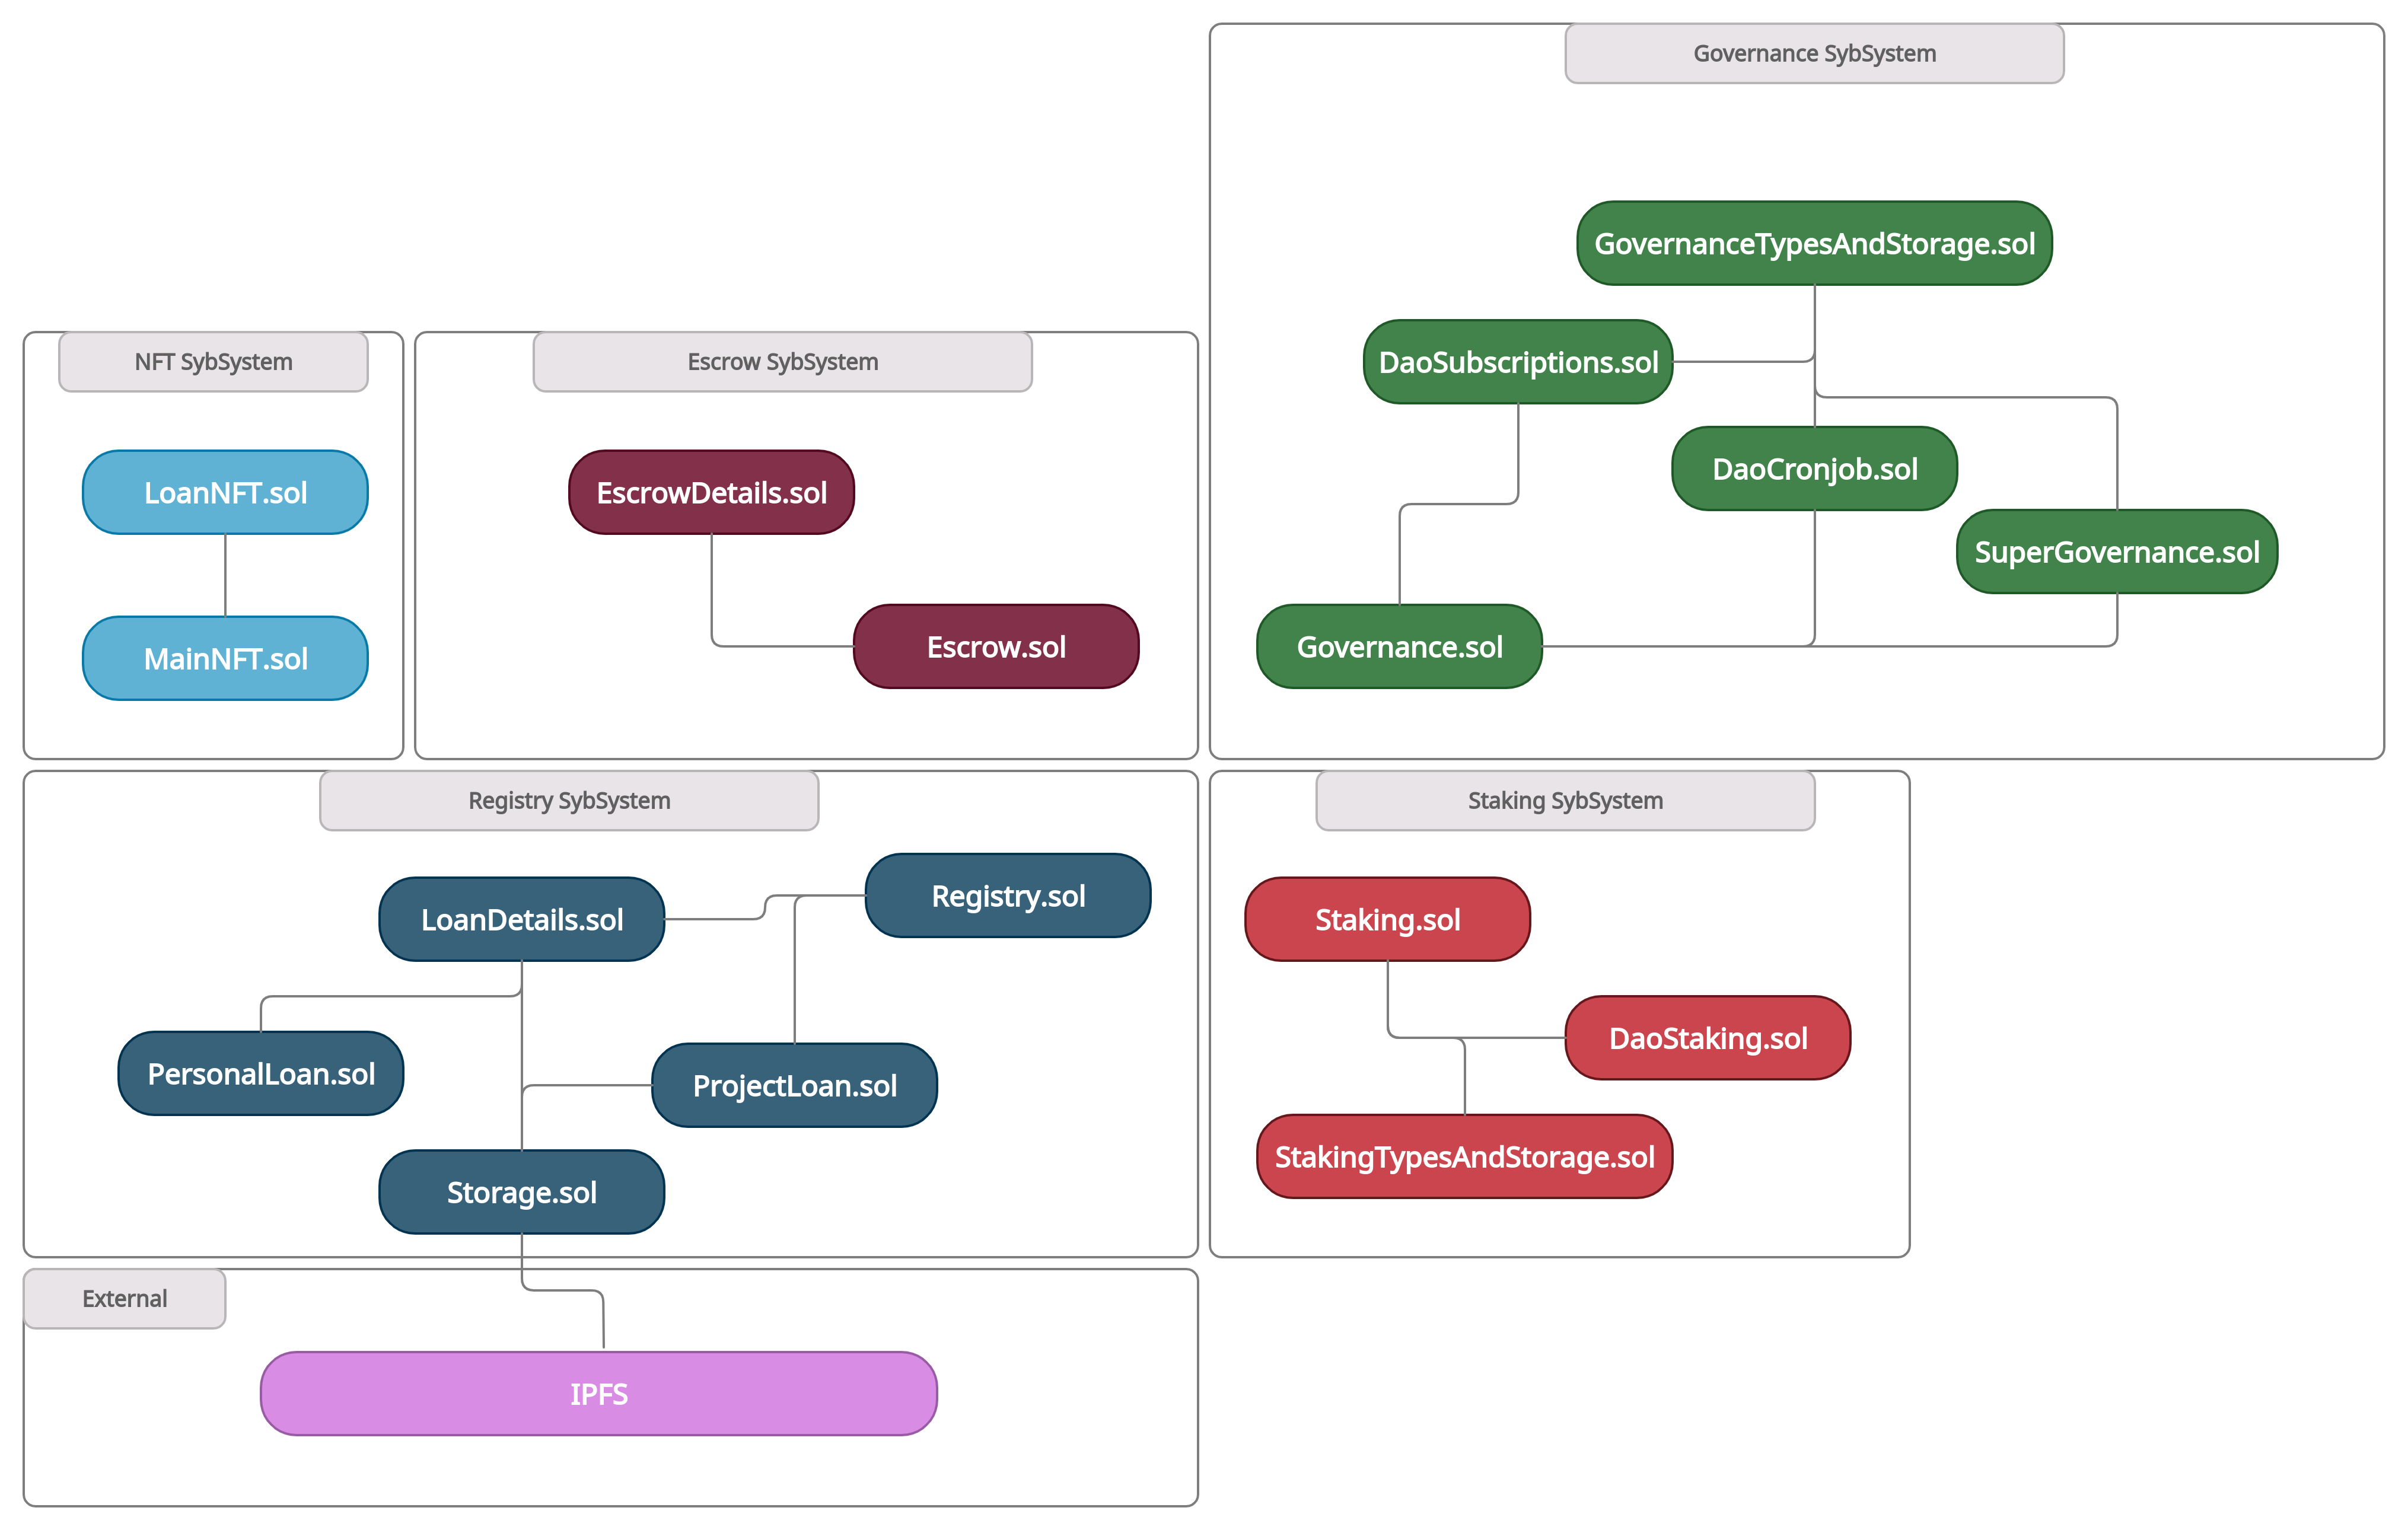 Governance SybSystem
GovernanceTypesAndStorage.sol
DaoSubscriptions.sol
DaoCronjob.sol
SuperGovernance.sol
Governance.sol
NFT SybSystem
LoanNFT.sol
MainNFT.sol
Escrow SybSystem
EscrowDetails.sol
Escrow.sol
Registry SybSystem
Registry.sol
LoanDetails.sol
PersonalLoan.sol
ProjectLoan.sol
Storage.sol
Staking SybSystem
Staking.sol
DaoStaking.sol
StakingTypesAndStorage.sol
External
IPFS